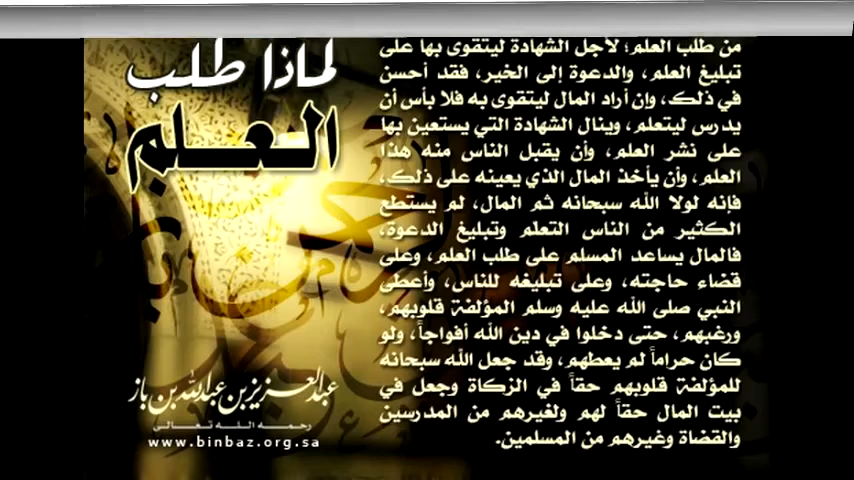 لماذا طلب
العلم
من طلب العلم؛ لأجل الشهادة ليتقوى بها على
تبليغ العلم، والدعوة إلى الخير، فقد أحسن
في ذلك، وإن أراد المال ليتقوى به فلا بأس أن
يدرس ليتعلم، وينال الشهادة التي يستعين بها
على نشر العلم، وأن يقبل الناس منه هذا
العلم، وأن يأخذ المال الذي يعينه على ذلك،
فإنه لولا الله سبحانه ثم المال، لم يستطع
الكثير من الناس التعلم وتبليغ الدعوة،
فالمال يساعد المسلم على طلب العلم، وعلى
قضاء حاجته، وعلى تبليغه للناس، وأعطى
النبي صلى الله عليه وسلم المؤلفة قلوبهم،
ورغبهم، حتى دخلوا في دين الله أفواجاً، ولو
كان حراماً لم يعطهم، وقد جعل الله سبحانه
للمؤلفة قلوبهم حقاً في الزكاة وجعل في
بيت المال حقاً لهم ولغيرهم من المدرسين
والقضاة وغيرهم من المسلمين.
عبدالعزيز بن عبدالله بن باز
رحمه الله تعالى
www.binbaz.org.sa